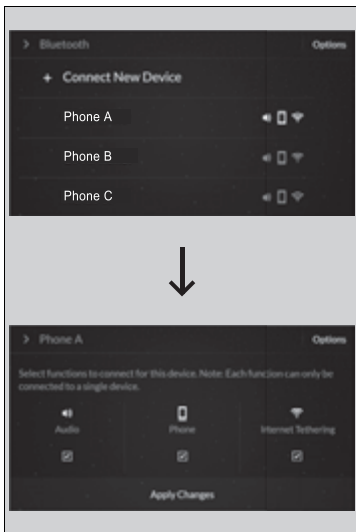 Bluetooth
Options
+ Connect New Device
Phone A
Phone B
Phone C
Phone A
Options
Select functions to connect for this device. Note: Each function can only be
connected to a single device.
Audio
Phone
Internet Tethering
Apply Changes